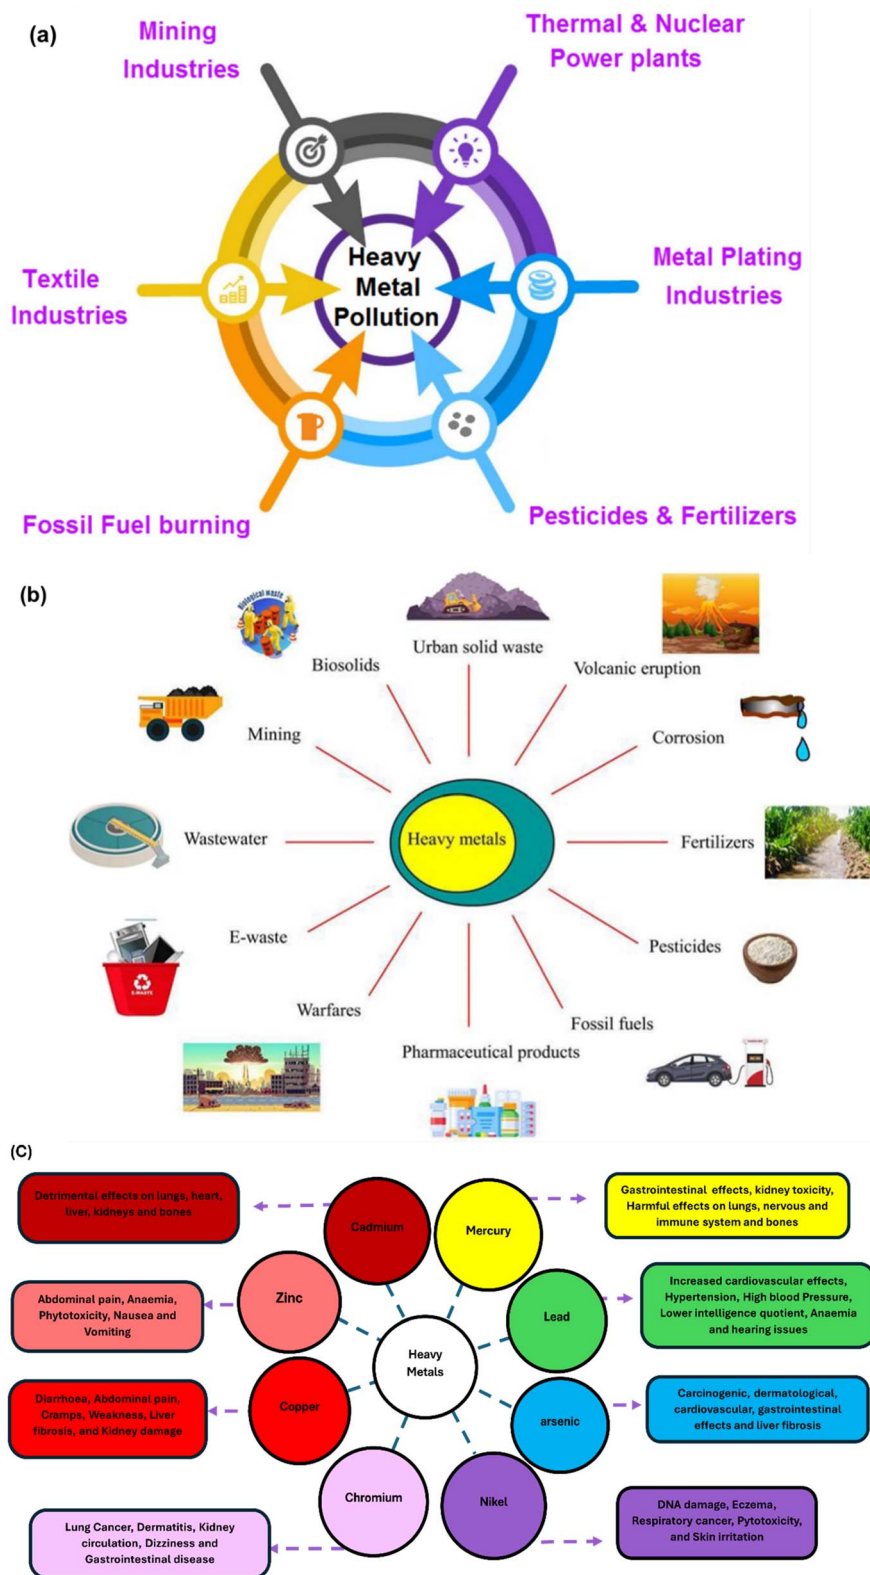 (a)
Mining
Industries
Thermal & Nuclear
Power plants
Textile
Industries
Heavy
Metal
Pollution
Metal Plating
Industries
Fossil Fuel burning
Pesticides & Fertilizers
(b)
Biological waste
Biosolids
Urban solid waste
Volcanic eruption
Mining
Corrosion
Wastewater
Heavy metals
Fertilizers
E-waste
E-WASTE
Pesticides
Warfares
Fossil fuels
Pharmaceutical products
(C)
Detrimental effects on lungs, heart,
liver, kidneys and bones
Cadmium
Mercury
Gastrointestinal effects, kidney toxicity,
Harmful effects on lungs, nervous and
immune system and bones
Abdominal pain, Anaemia,
Phytotoxicity, Nausea and
Vomiting
Zinc
Lead
Increased cardiovascular effects,
Hypertension, High blood Pressure,
Lower intelligence quotient, Anaemia
and hearing issues
Heavy
Metals
Diarrhoea, Abdominal pain,
Cramps, Weakness, Liver
fibrosis, and Kidney damage
Copper
arsenic
Carcinogenic, dermatological,
cardiovascular, gastrointestinal
effects and liver fibrosis
Chromium
Nikel
Lung Cancer, Dermatitis, Kidney
circulation, Dizziness and
Gastrointestinal disease
DNA damage, Eczema,
Respiratory cancer, Pytotoxicity,
and Skin irritation